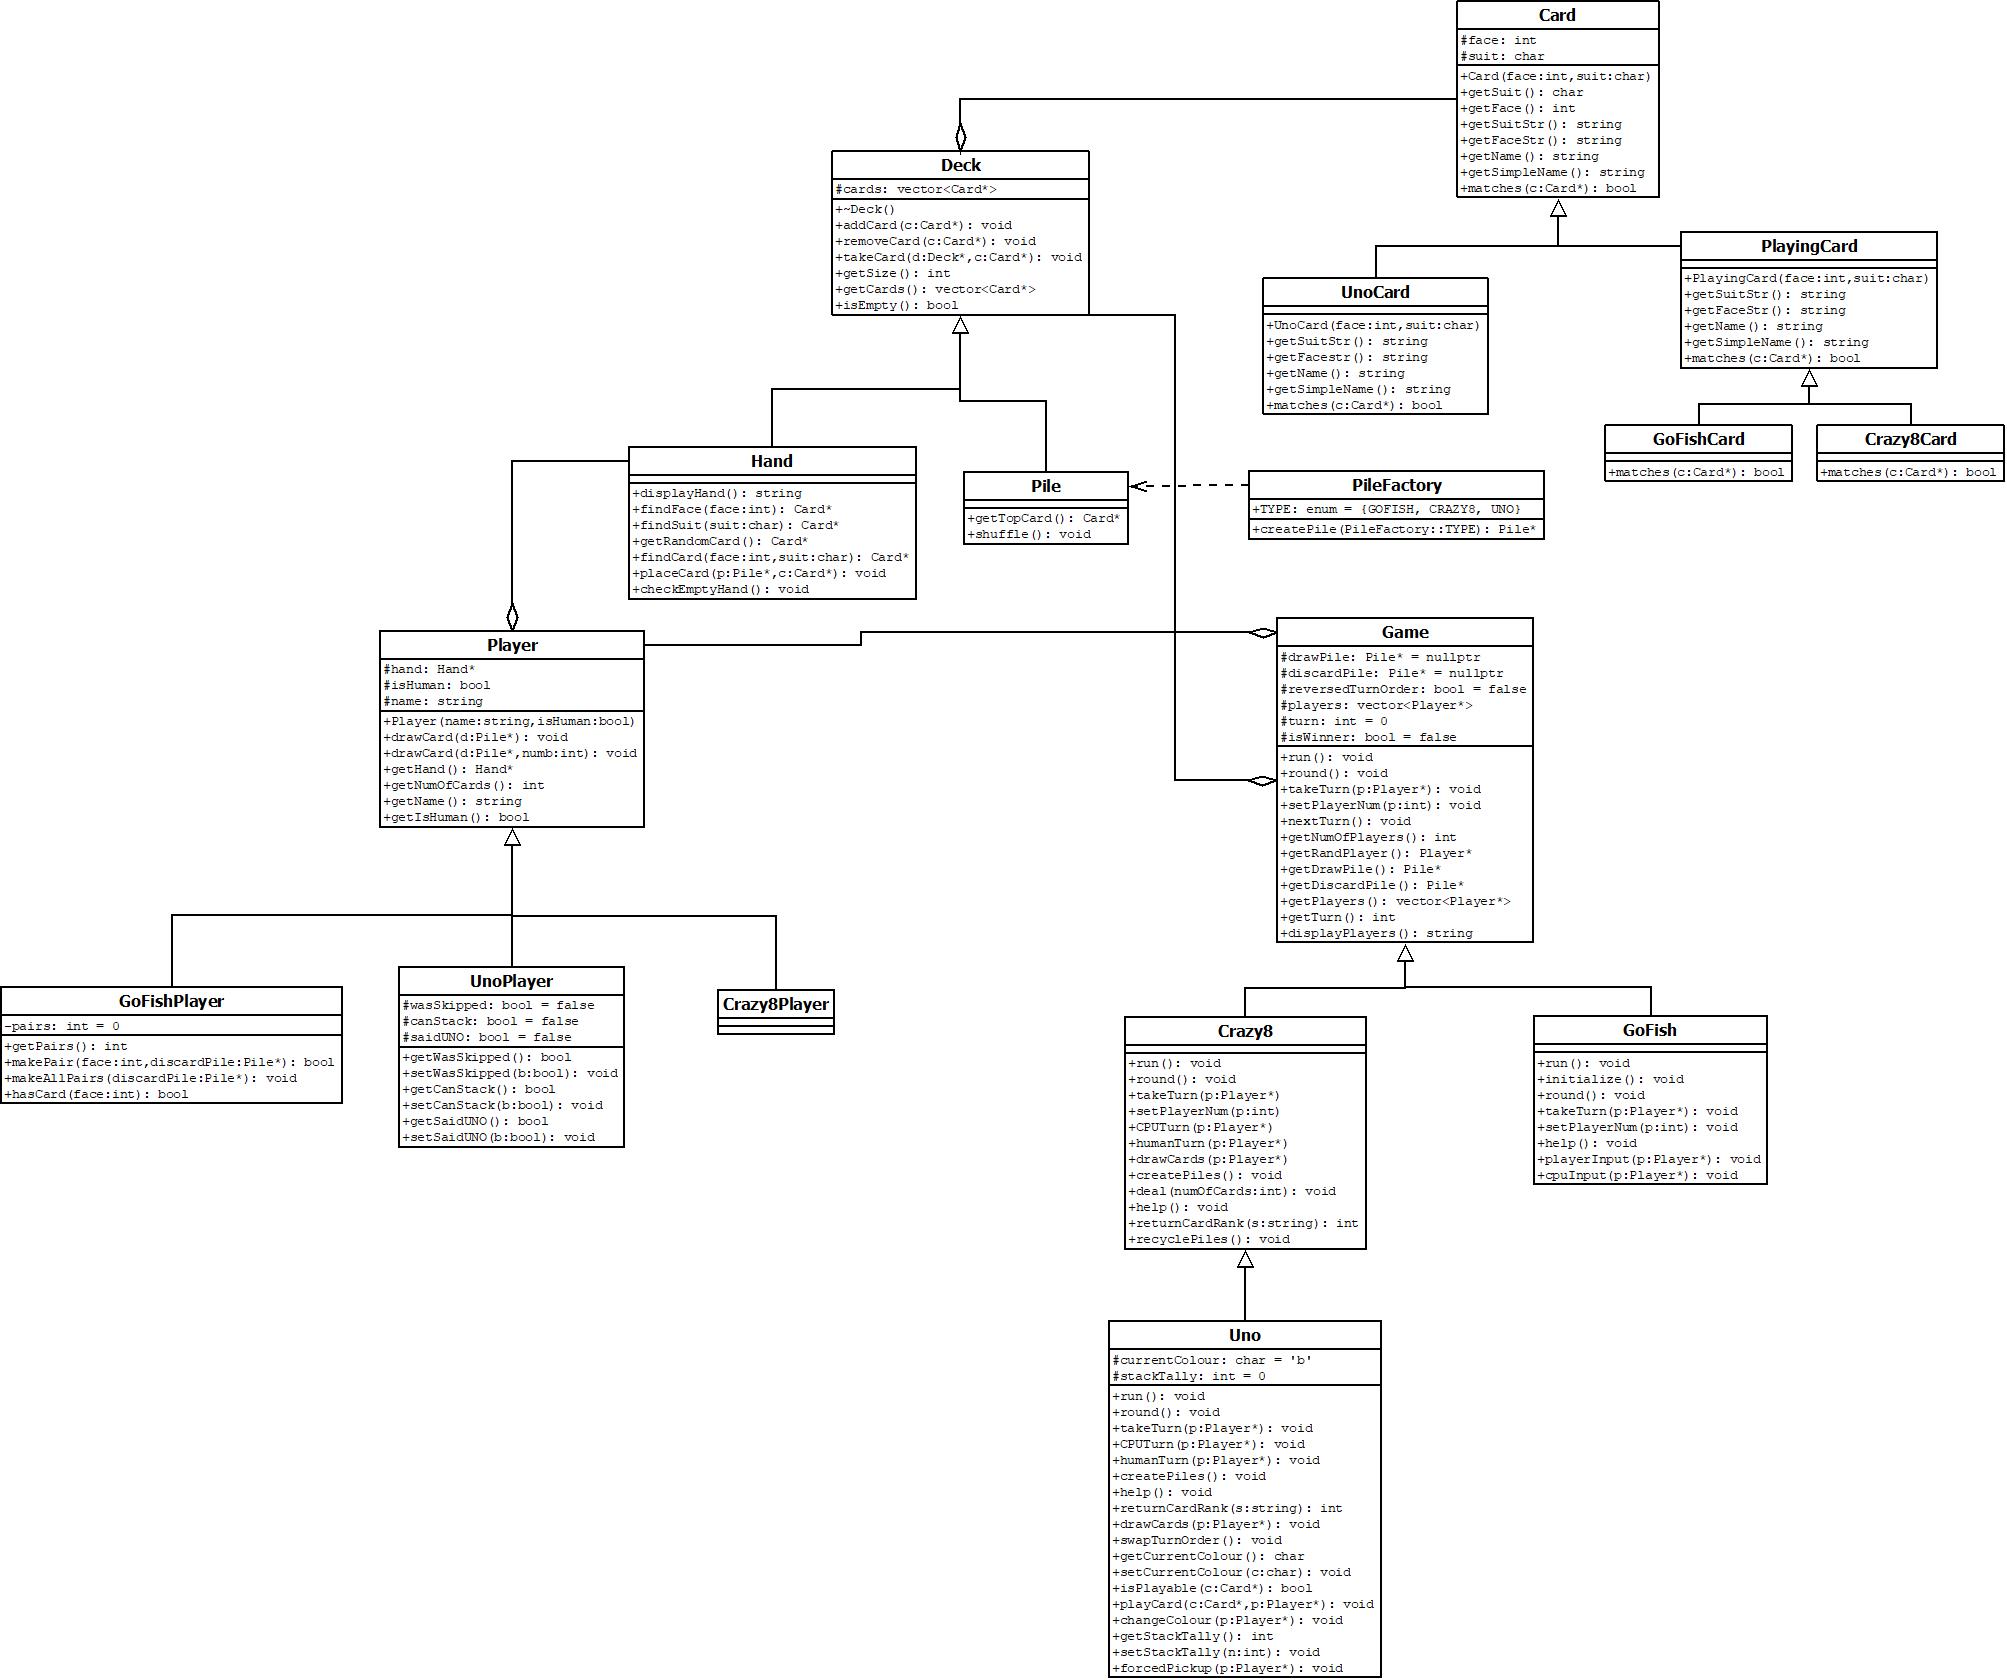 Card
#face: int
#suit: char
+Card(face:int,suit:char)
+getSuit(): char
+getFace(): int
+getSuitStr(): string
+getFaceStr(): string
+getName(): string
+getSimpleName(): string
+matches(c:Card*): bool
Deck
#cards: vector<Card*>
+~Deck()
+addCard(c:Card*): void
+removeCard(c:Card*): void
+takeCard(d:Deck*,c:Card*): void
+getSize(): int
+getCards(): vector<Card*>
+isEmpty(): bool
PlayingCard
+PlayingCard(face:int,suit:char)
+getSuitStr(): string
+getFaceStr(): string
+getName(): string
+getSimpleName(): string
+matches(c:Card*): bool
UnoCard
+UnoCard(face:int,suit:char)
+getSuitStr(): string
+getFacestr(): string
+getName(): string
+getSimpleName(): string
+matches(c:Card*): bool
GoFishCard
+matches(c:Card*): bool
Crazy8Card
+matches(c:Card*): bool
Hand
+displayHand(): string
+findFace(face:int): Card*
+findSuit(suit:char): Card*
+getRandomCard(): Card*
+findCard(face:int,suit:char): Card*
+placeCard(p:Pile*,c:Card*): void
+checkEmptyHand(): void
Pile
+getTopCard(): Card*
+shuffle(): void
PileFactory
+TYPE: enum = {GOFISH, CRAZY8, UNO}
+createPile(PileFactory::TYPE): Pile*
Player
#hand: Hand*
#isHuman: bool
#name: string
+Player(name:string,isHuman:bool)
+drawCard(d:Pile*): void
+drawCard(d:Pile*,numb:int): void
+getHand(): Hand*
+getNumOfCards(): int
+getName(): string
+getIsHuman(): bool
Game
#drawPile: Pile* = nullptr
#discardPile: Pile* = nullptr
#reversedTurnOrder: bool = false
#players: vector<Player*>
#turn: int = 0
#isWinner: bool = false
+run(): void
+round(): void
+takeTurn(p:Player*): void
+setPlayerNum(p:int): void
+nextTurn(): void
+getNumOfPlayers(): int
+getRandPlayer(): Player*
+getDrawPile(): Pile*
+getDiscardPile(): Pile*
+getPlayers(): vector<Player*>
+getTurn(): int
+displayPlayers(): string
GoFishPlayer
-pairs: int = 0
+getPairs(): int
+makePair(face:int,discardPile:Pile*): bool
+makeAllPairs(discardPile:Pile*): void
+hasCard(face:int): bool
UnoPlayer
#wasSkipped: bool = false
#canStack: bool = false
#saidUNO: bool = false
+getWasSkipped(): bool
+setWasSkipped(b:bool): void
+getCanStack(): bool
+setCanStack(b:bool): void
+getSaidUNO(): bool
+setSaidUNO(b:bool): void
Crazy8Player
Crazy8
+run(): void
+round(): void
+takeTurn(p:Player*)
+setPlayerNum(p:int)
+CPUTurn(p:Player*)
+humanTurn(p:Player*)
+drawCards(p:Player*)
+createPiles(): void
+deal(numOfCards:int): void
+help(): void
+returnCardRank(s:string): int
+recyclePiles(): void
GoFish
+run(): void
+initialize(): void
+round(): void
+takeTurn(p:Player*): void
+setPlayerNum(p:int): void
+help(): void
+playerInput(p:Player*): void
+cpuInput(p:Player*): void
Uno
#currentColour: char = 'b'
#stackTally: int = 0
+run(): void
+round(): void
+takeTurn(p:Player*): void
+CPUTurn(p:Player*): void
+humanTurn(p:Player*): void
+createPiles(): void
+help(): void
+returnCardRank(s:string): int
+drawCards(p:Player*): void
+swapTurnOrder(): void
+getCurrentColour(): char
+setCurrentColour(c:char): void
+isPlayable(c:Card*): bool
+playCard(c:Card*,p:Player*): void
+changeColour(p:Player*): void
+getStackTally(): int
+setStackTally(n:int): void
+forcedPickup(p:Player*): void